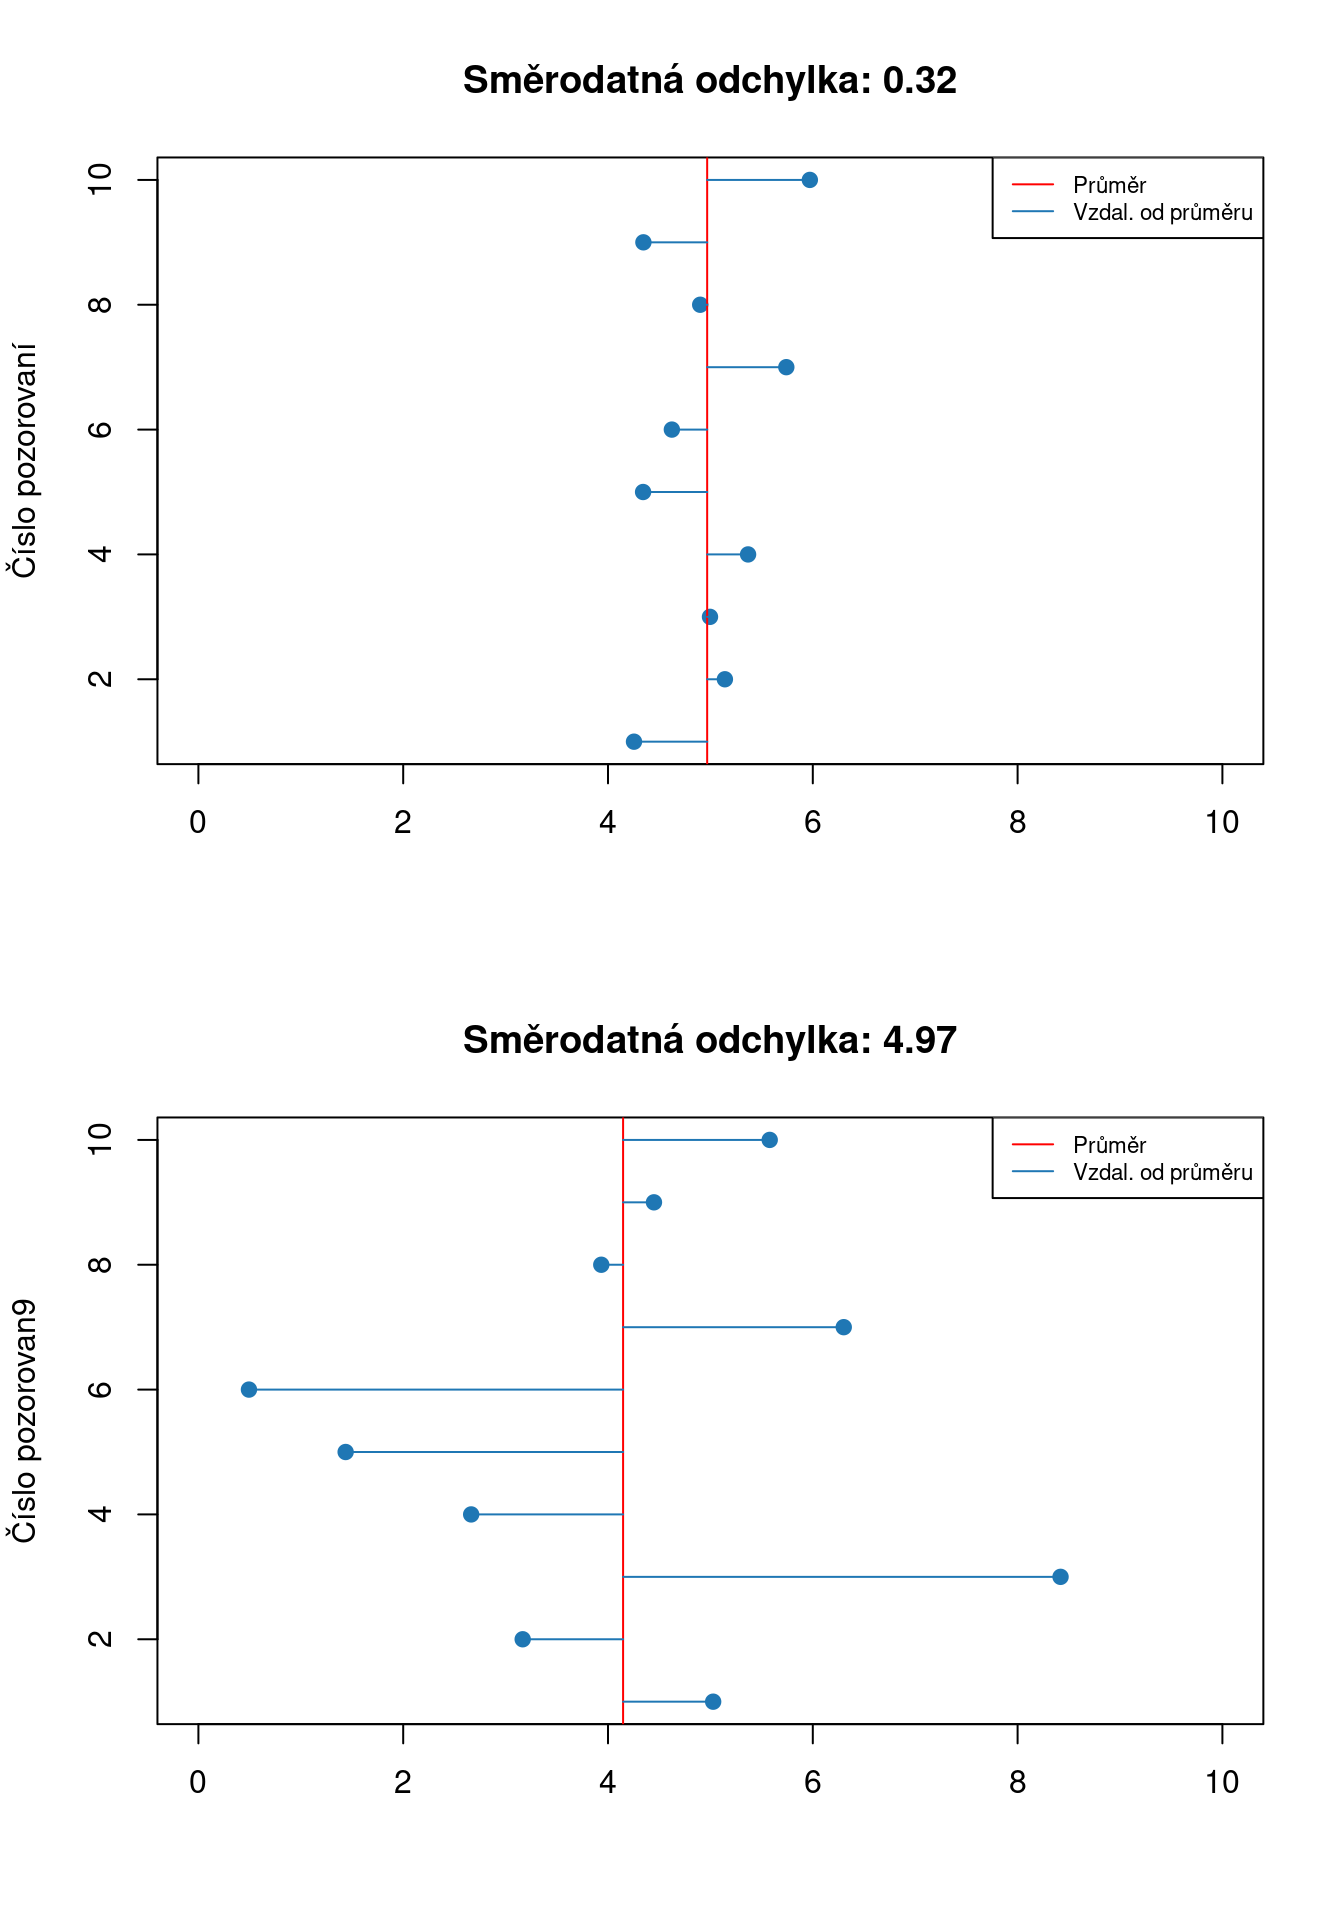 Směrodatná odchylka: 0.32
Průměr
Vzdal. od průměru
10
8
6
4
2
Číslo pozorovaní
0 2 4 6 8 10
Směrodatná odchylka: 4.97
Průměr
Vzdal. od průměru
10
8
6
4
2
Číslo pozorovan9
0 2 4 6 8 10